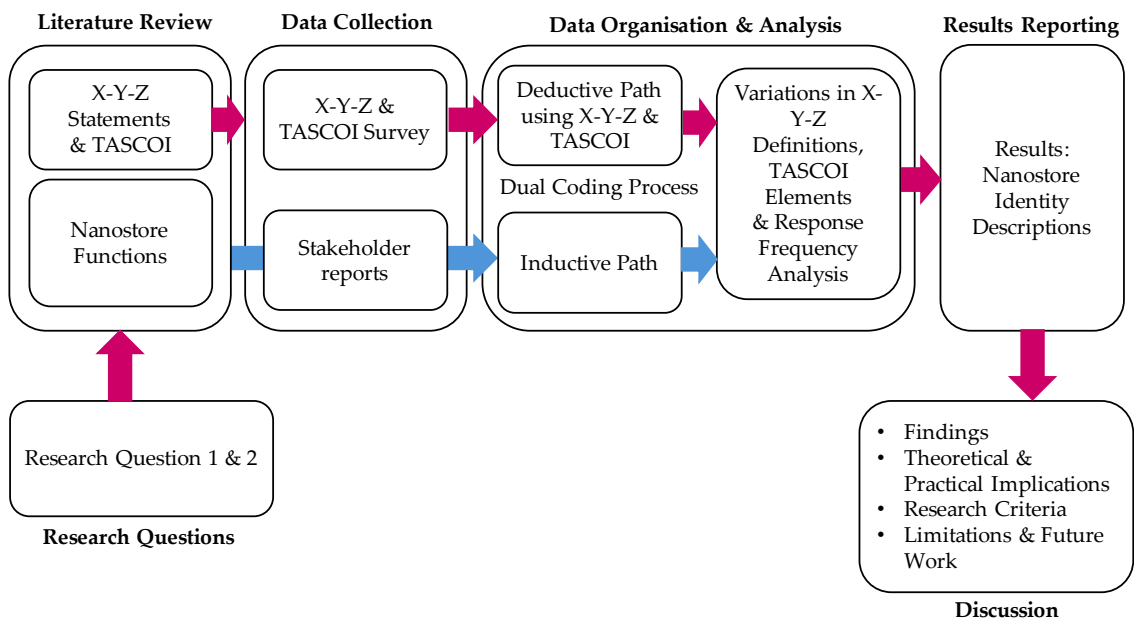 Literature Review
X-Y-Z
Statements
& TASCOI
Nanostore
Functions
Data Collection
X-Y-Z &
TASCOI Survey
Stakeholder
reports
Data Organisation & Analysis
Deductive Path
using X-Y-Z &
TASCOI
Dual Coding Process
Inductive Path
Variations in X-
Y-Z
Definitions,
TASCOI
Elements
& Response
Frequency
Analysis
Results Reporting
Results:
Nanostore
Identity
Descriptions
Research Question 1 & 2
Research Questions
• Findings
• Theoretical &
Practical Implications
• Research Criteria
• Limitations & Future
Work
Discussion